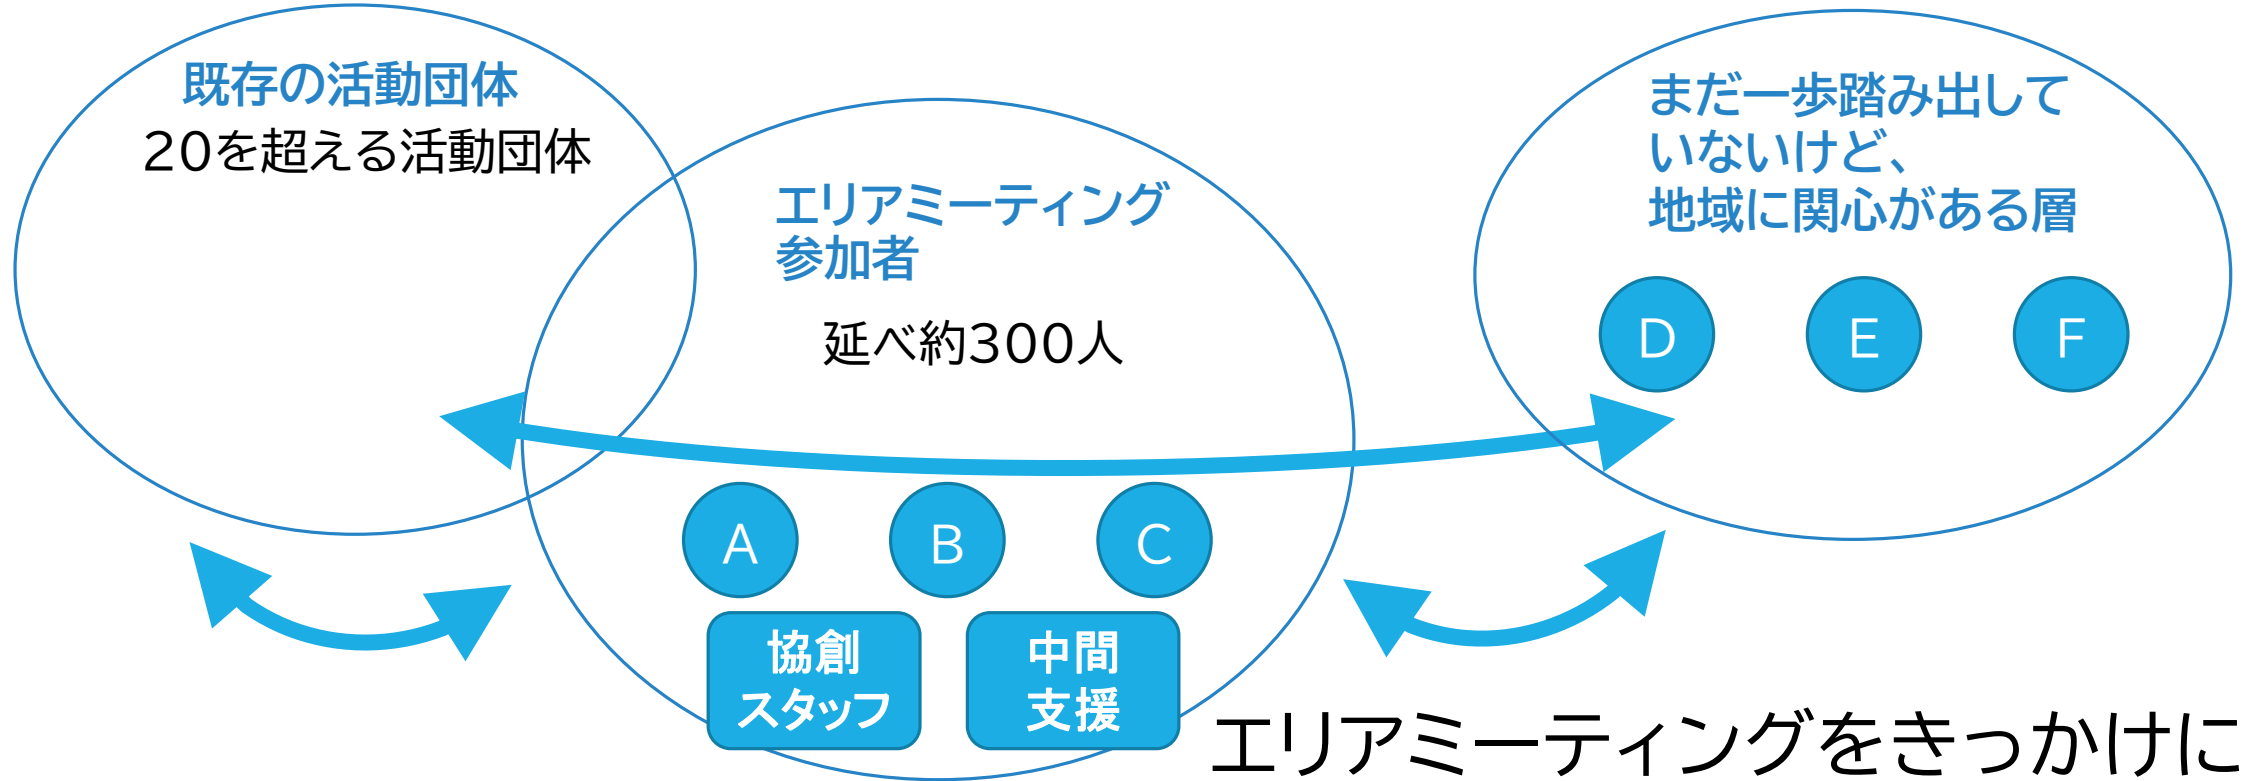 既存の活動団体
20を超える活動団体
エリアミーティング
参加者
延べ約300人
A
B
C
協創
スタッフ
中間
支援
まだ一歩踏み出して
いないけど、
地域に関心がある層
D
E
F
エリアミーティングをきっかけに